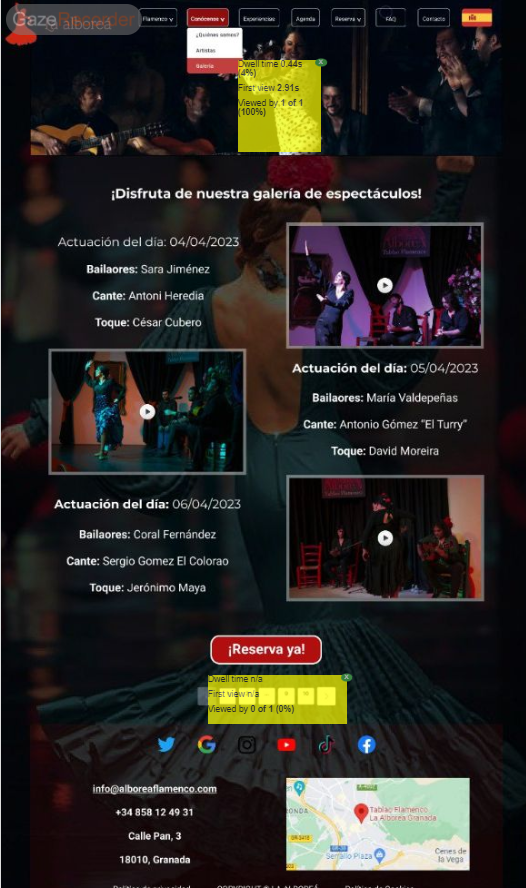 GazeRecorder
La alborea
Flamenco
Conócenos
Experiencias
Agenda
Reserva
FAQ
Contacto
¿Quiénes somos?
Artistas
Galería
Dwell time 0.44s
(4%)
First view 2.91s
Viewed by 1 of 1
(100%)
X
¡Disfruta de nuestra galería de espectáculos!
Actuación del día: 04/04/2023
Bailaores: Sara Jiménez
Cante: Antoni Heredia
Toque: César Cubero
Actuación del día: 05/04/2023
Bailaores: María Valdepeñas
Cante: Antonio Gómez "El Turry"
Toque: David Moreira
Actuación del día: 06/04/2023
Bailaores: Coral Fernández
Cante: Sergio Gomez El Colorao
Toque: Jerónimo Maya
¡Reserva ya!
Dwell time n/a
First view n/a
Viewed by 0 of 1 (0%)
X
info@alboreaflamenco.com
+34 858 12 49 31
Calle Pan, 3
18010, Granada
Tablao Flamenco
La Alborea Granada
Serrallo Plaza
Cenes de
la Vega
Política de privacidad
COPYRIGHT © LA ALBOREÁ
Política de Cookies